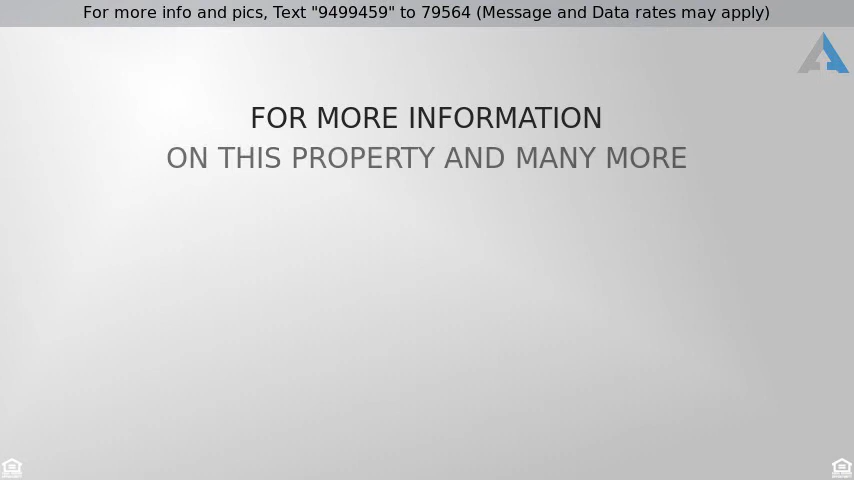 For more info and pics, Text "9499459" to 79564 (Message and Data rates may apply)
FOR MORE INFORMATION
ON THIS PROPERTY AND MANY MORE